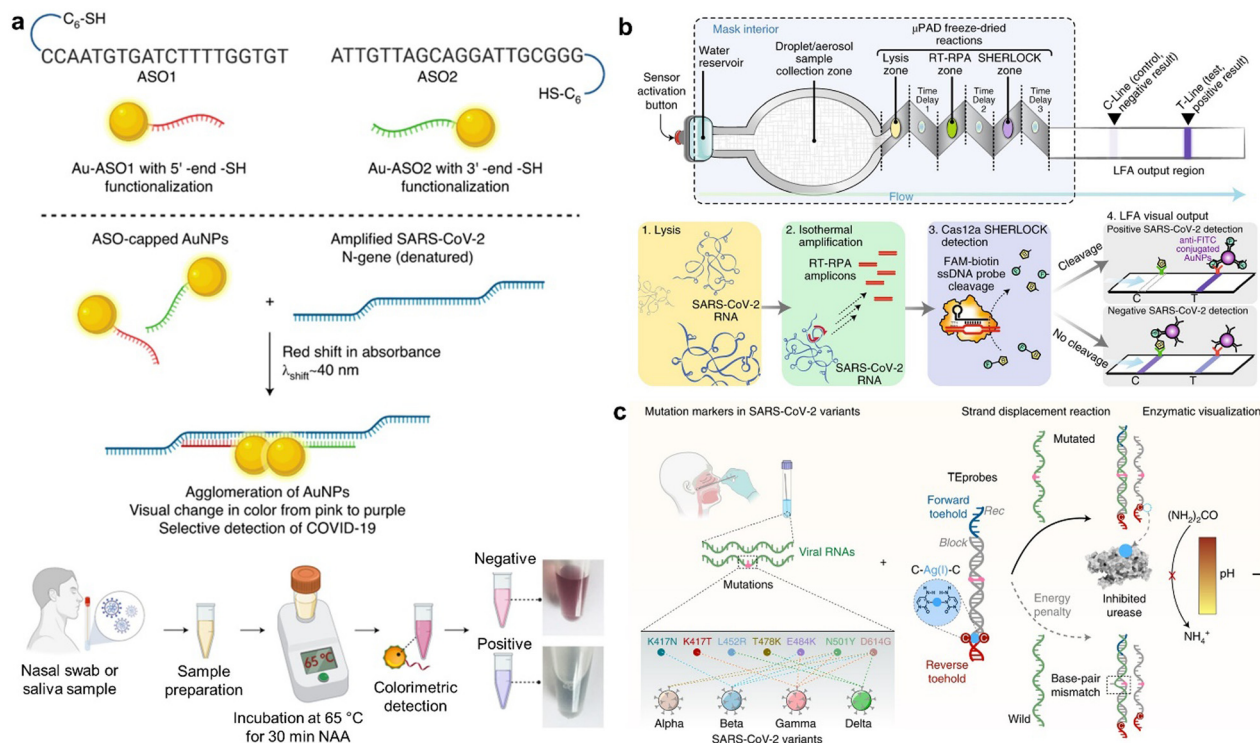 a
C6-SH
CCAATGTGATCTTTTGGTGT
ASO1
ATTGTTAGCAGGATTGCGGG
ASO2
HS-C6
Au-ASO1 with 5' -end -SH
functionalization
Au-ASO2 with 3' -end -SH
functionalization
ASO-capped AuNPs
Amplified SARS-CoV-2
N-gene (denatured)
+
Red shift in absorbance
λshift~40 nm
Agglomeration of AuNPs
Visual change in color from pink to purple
Selective detection of COVID-19
Nasal swab or
saliva sample
Sample
preparation
65 °C
Incubation at 65 °C
for 30 min NAA
Colorimetric
detection
Negative
Positive
b
Mask interior
Water
reservoir
Sensor
activation
button
Droplet/aerosol
sample
collection zone
µPAD freeze-dried
reactions
Lysis
zone
RT-RPA
zone
SHERLOCK
zone
Time
Delay
1
Time
Delay
2
Time
Delay 3
C-Line (control,
negative result)
T-Line (test,
positive result)
LFA output region
Flow
1. Lysis
SARS-CoV-2
RNA
2. Isothermal
amplification
RT-RPA
amplicons
SARS-CoV-2
RNA
3. Cas12a SHERLOCK
detection
FAM-biotin
ssDNA probe
cleavage
Cleavage
No cleavage
4. LFA visual output
Positive SARS-CoV-2 detection
anti-FITC
conjugated
AuNPs
C
T
Negative SARS-CoV-2 detection
C
T
c
Mutation markers in SARS-CoV-2 variants
Viral RNAs
Mutations
K417N
K417T
L452R
T478K
E484K
N501Y
D614G
Alpha
Beta
Gamma
Delta
SARS-CoV-2 variants
+
Strand displacement reaction
TEprobes
Forward
toehold
Rec
Block
C-Ag(I)-C
C
C
Reverse
toehold
Mutated
Energy
penalty
Wild
Base-pair
mismatch
Enzymatic visualization
Inhibited
urease
(NH2)2CO
pH
NH4+